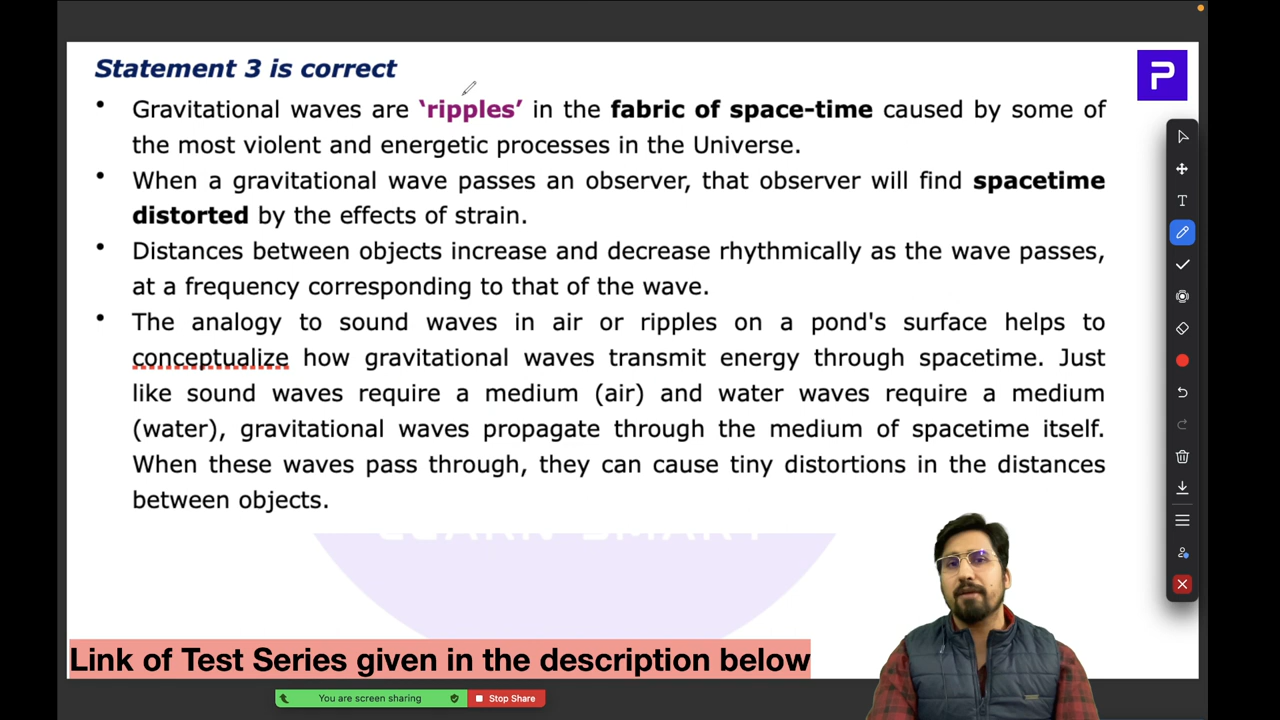 Statement 3 is correct
• Gravitational waves are ‘ripples’ in the fabric of space-time caused by some of
the most violent and energetic processes in the Universe.
• When a gravitational wave passes an observer, that observer will find spacetime
distorted by the effects of strain.
• Distances between objects increase and decrease rhythmically as the wave passes,
at a frequency corresponding to that of the wave.
• The analogy to sound waves in air or ripples on a pond's surface helps to
conceptualize how gravitational waves transmit energy through spacetime. Just
like sound waves require a medium (air) and water waves require a medium
(water), gravitational waves propagate through the medium of spacetime itself.
When these waves pass through, they can cause tiny distortions in the distances
between objects.
LEARN SMART
Link of Test Series given in the description below
You are screen sharing
Stop Share